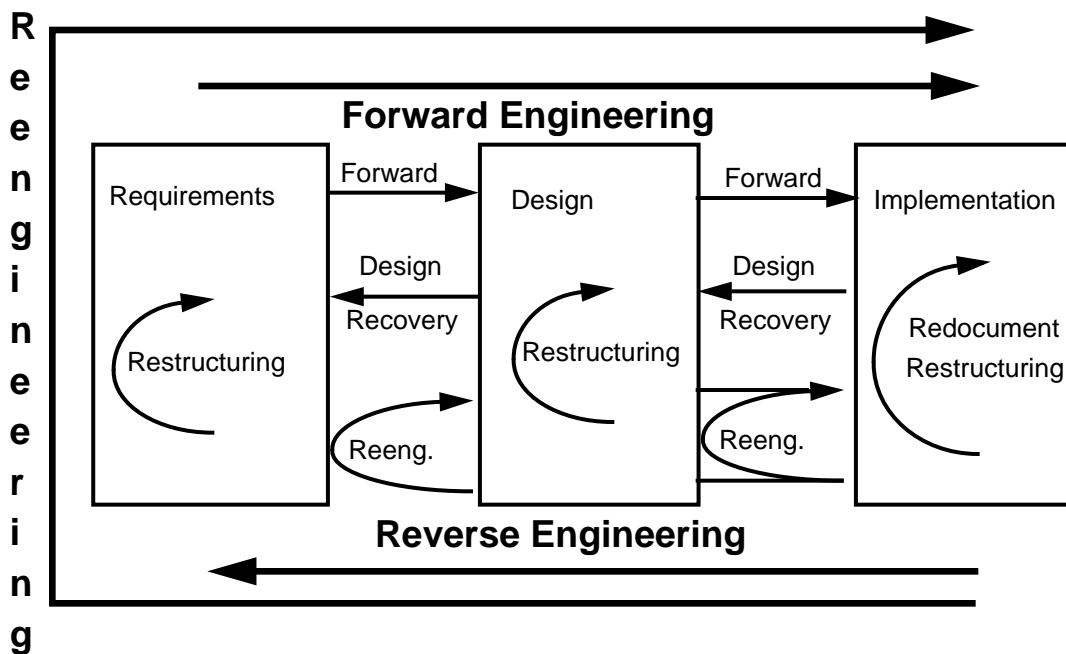 Reengineering
Forward Engineering
Requirements
Forward
Design
Forward
Implementation
Design
Recovery
Design
Recovery
Restructuring
Restructuring
Redocument
Restructuring
Reeng.
Reeng.
Reverse Engineering